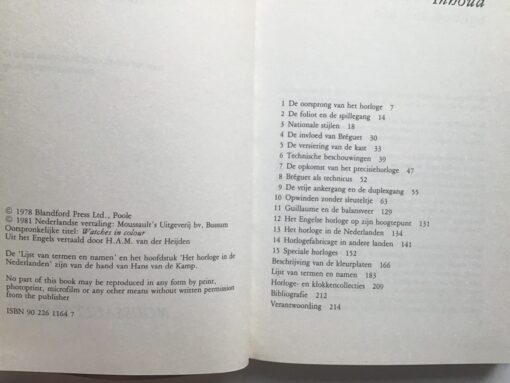 © 1978 Blandford Press Ltd., Poole
© 1981 Nederlandse vertaling: Moussault's Uitgeverij bv, Bussum
Oorspronkelijke titel: Watches in colour
Uit het Engels vertaald door H.A.M. van der Heijden
De 'Lijst van termen en namen' en het hoofdstuk 'Het horloge in de
Nederlanden' zijn van de hand van Hans van de Kamp.
No part of this book may be reproduced in any form by print,
photoprint, microfilm or any other means without written permission
from the publisher
ISBN 90 226 1164 7
Inhoud
1 De oorsprong van het horloge 7
2 De foliot en de spillegang 14
3 Nationale stijlen 18
4 De invloed van Bréguet 30
5 De versiering van de kast 33
6 Technische beschouwingen 39
7 De opkomst van het precisiehorloge 47
8 Bréguet als technicus 52
9 De vrije ankergang en de duplexgang 55
10 Opwinden zonder sleuteltje 63
11 Guillaume en de balansveer 129
12 Het Engelse horloge op zijn hoogtepunt 131
13 Het horloge in de Nederlanden 134
14 Horlogefabricage in andere landen 141
15 Speciale horloges 152
Beschrijving van de kleurplaten 166
Lijst van termen en namen 183
Horloge- en klokkencollecties 209
Bibliografie 212
Verantwoording 214